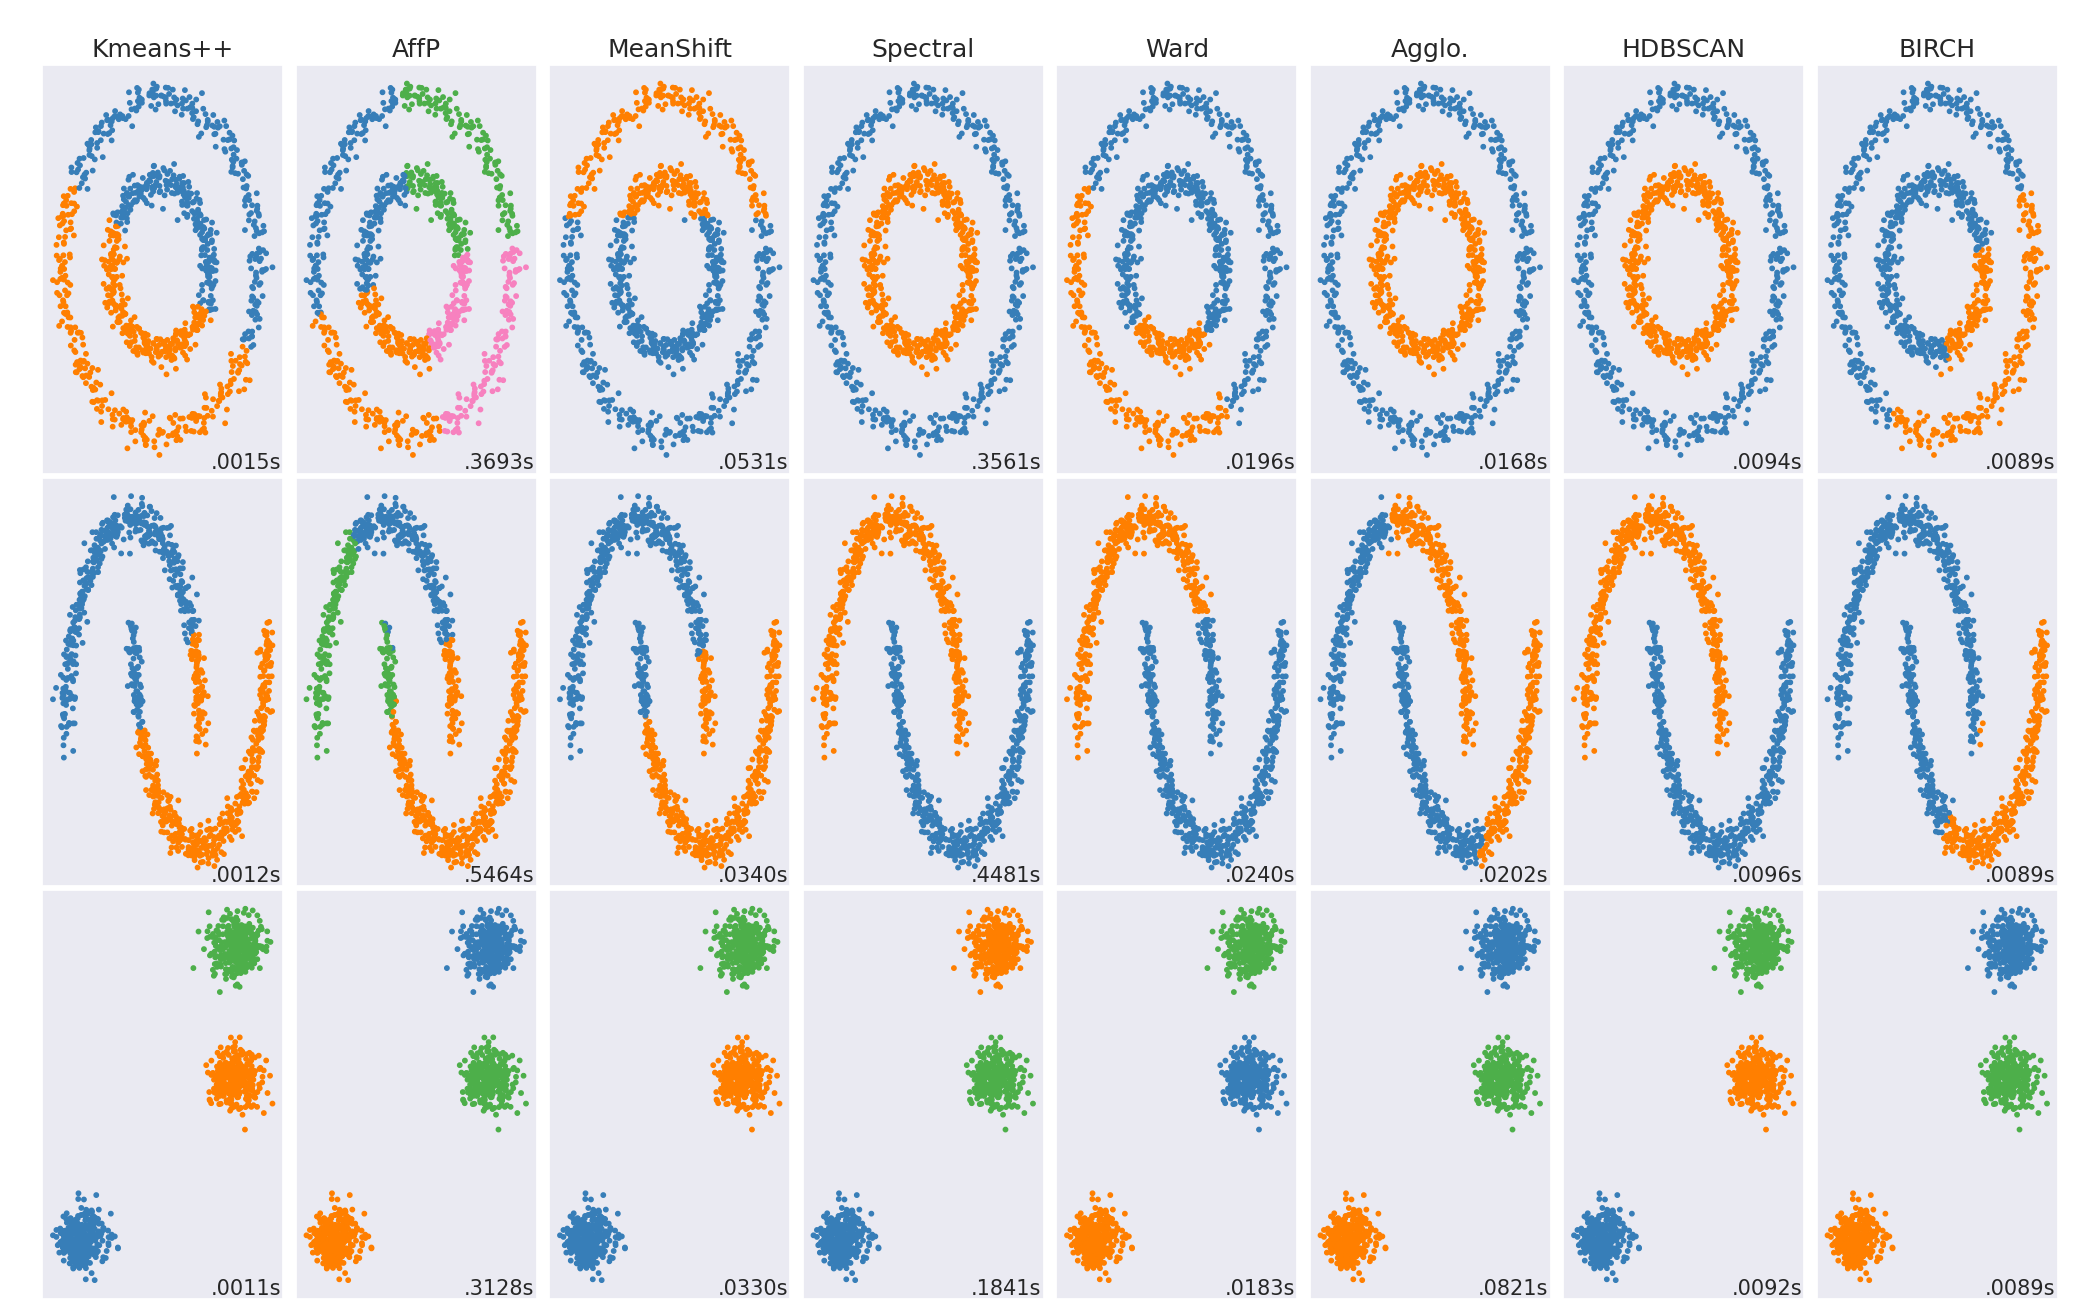 Kmeans++ AffP MeanShift Spectral Ward Agglo. HDBSCAN BIRCH
.0015s .3693s .0531s .3561s .0196s .0168s .0094s .0089s
.0012s .5464s .0340s .4481s .0240s .0202s .0096s .0089s
.0011s .3128s .0330s .1841s .0183s .0821s .0092s .0089s